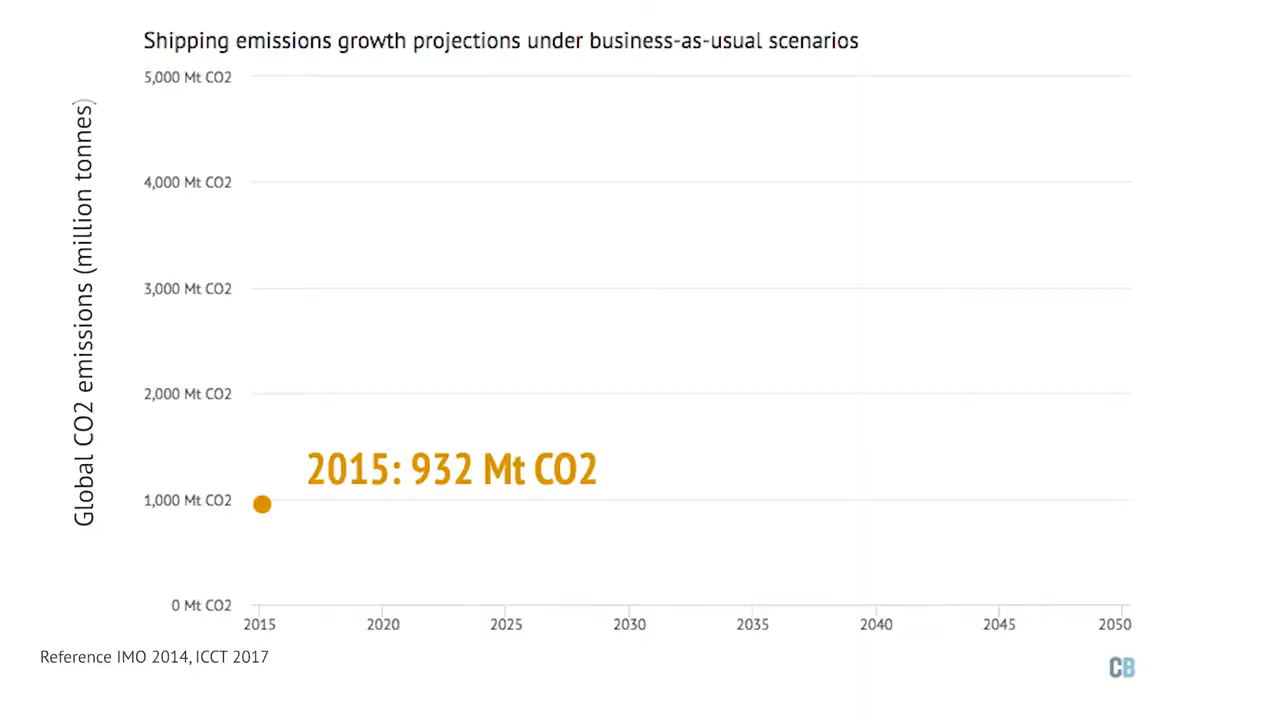 Shipping emissions growth projections under business-as-usual scenarios
Global CO2 emissions (million tonnes)
5,000 Mt CO2
4,000 Mt CO2
3,000 Mt CO2
2,000 Mt CO2
2015: 932 Mt CO2
1,000 Mt CO2
0 Mt CO2
2015 2020 2025 2030 2035 2040 2045 2050
Reference IMO 2014, ICCT 2017
CB